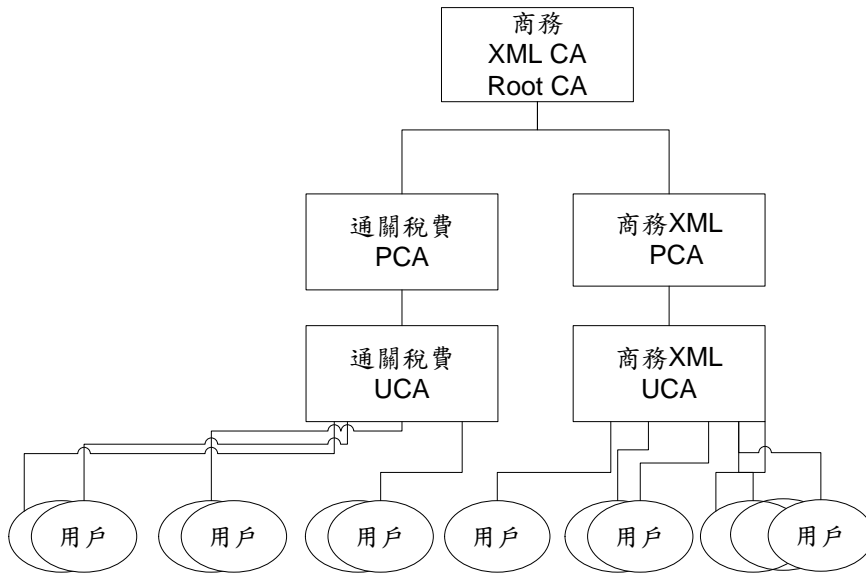 商務
XML CA
Root CA
通關稅費
PCA
商務XML
PCA
通關稅費
UCA
商務XML
UCA
用戶
用戶
用戶
用戶
用戶
用戶